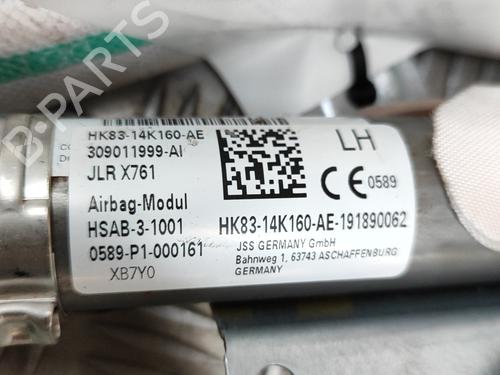 HK83-14K160-AE
309011999-AI
JLR X761
Airbag-Modul
HSAB-3-1001
0589-P1-000161
XB7Y0
LH
CE 0589
HK83-14K160-AE-191890062
JSS GERMANY GmbH
Bahnweg 1, 63743 ASCHAFFENBURG
GERMANY
B-PARTS